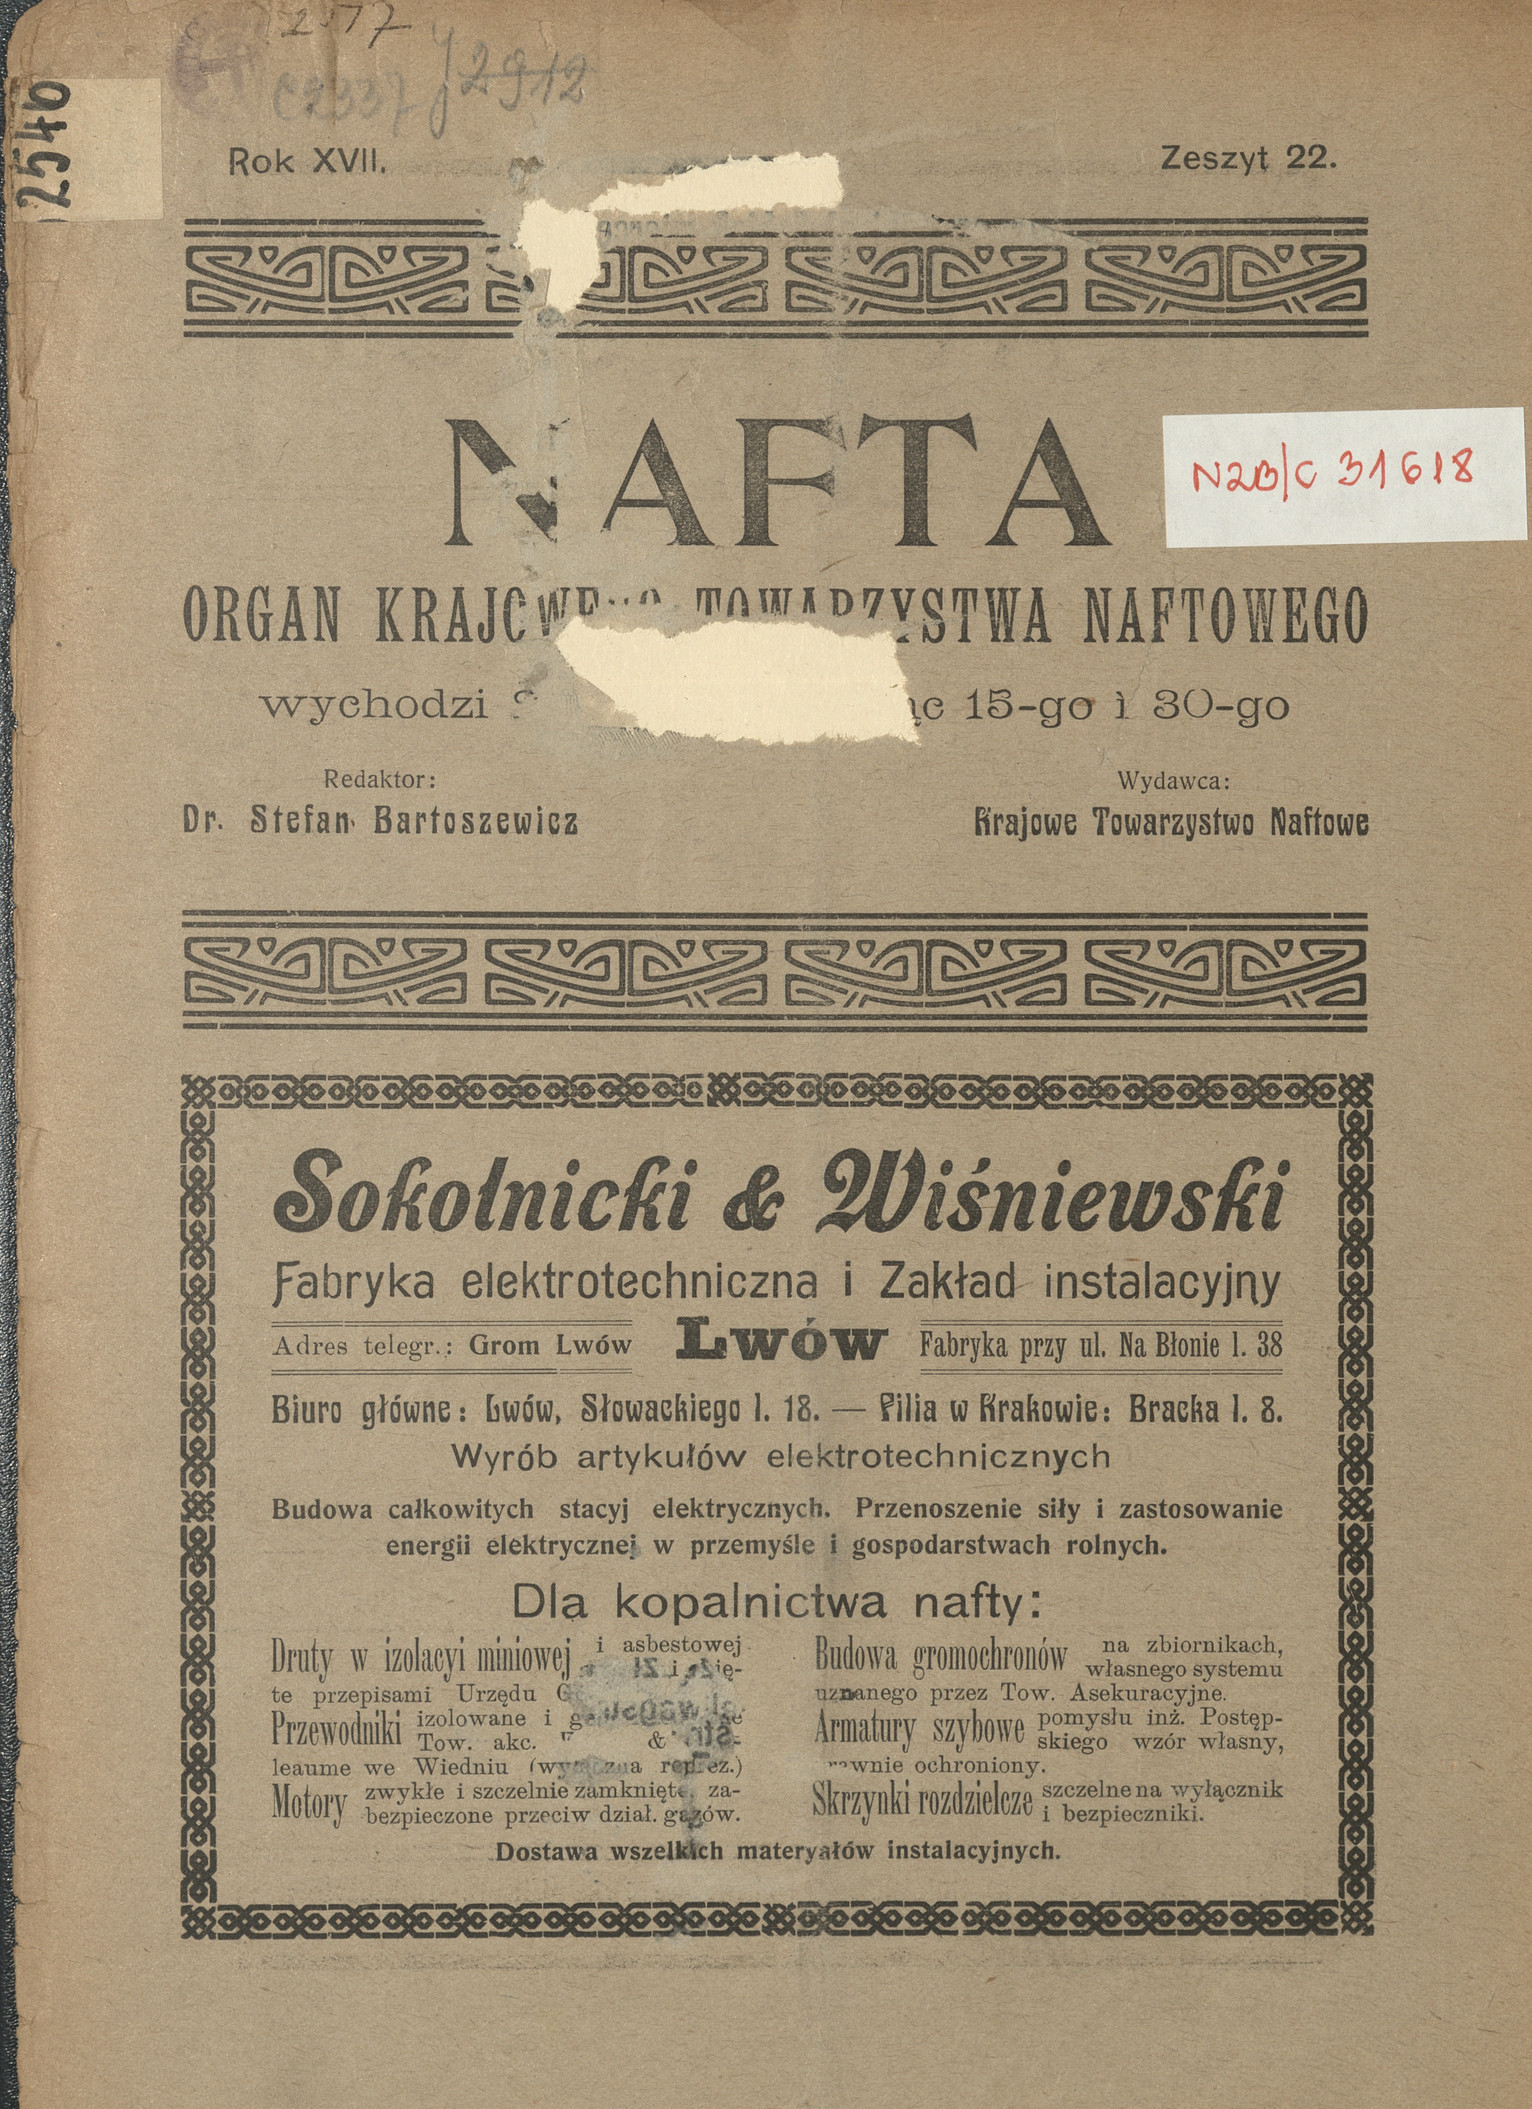 2577
C2337
J2912
2546
Rok XVII.
Zeszyt 22.
NAFTA
N2B/C 31618
ORGAN TOWARZYSTWA NAFTOWEGO
wychodzi 15-go i 30-go
Redaktor:
Wydawca:
Dr. Stefan Bartoszewicz
Krajowe Towarzystwo Naftowe
Sokolnicki & Wiśniewski
Fabryka elektrotechniczna i Zakład instalacyjny
Adres telegr.: Grom Lwów
Lwów
Fabryka przy ul. Na Błonie l. 38
Biuro główne: Lwów, Słowackiego l. 18. — Filia w Krakowie: Bracka l. 8.
Wyrób artykułów elektrotechnicznych
Budowa całkowitych stacyj elektrycznych. Przenoszenie siły i zastosowanie
energii elektrycznej w przemyśle i gospodarstwach rolnych.
Dla kopalnictwa nafty:
Druty w izolacyi miniowej i asbestowej
te przepisami Urzędu
Przewodniki izolowane i
Tow. akc. &
leaume we Wiedniu
Motory zwykłe i szczelnie zamknięte, za-
bezpieczone przeciw dział. gazów.
Budowa gromochronów na zbiornikach,
własnego systemu
uznanego przez Tow. Asekuracyjne.
Armatury szybowe pomysłu inż. Postęp-
skiego wzór własny,
ochroniony.
Skrzynki rozdzielcze szczelne na wyłącznik
i bezpieczniki.
Dostawa wszelkich materyałów instalacyjnych.